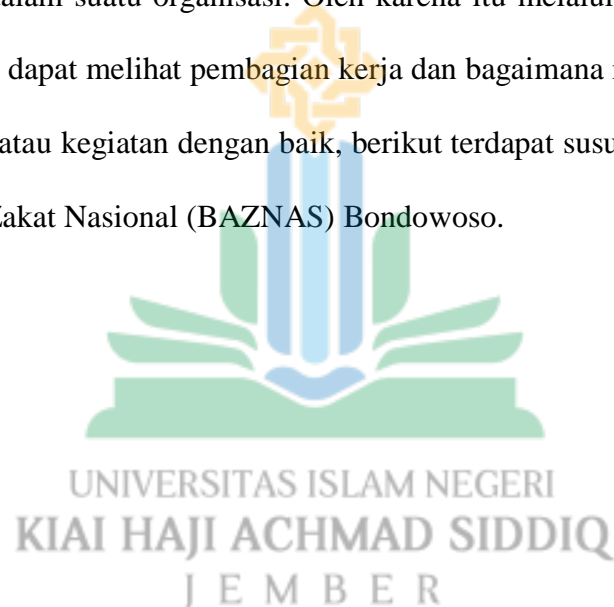 dalam suatu organisasi. Oleh karena itu melalui
dapat melihat pembagian kerja dan bagaimana
atau kegiatan dengan baik, berikut terdapat susu
Zakat Nasional (BAZNAS) Bondowoso.
UNIVERSITAS ISLAM NEGERI
KIAI HAJI ACHMAD SIDDIQ
J E M B E R